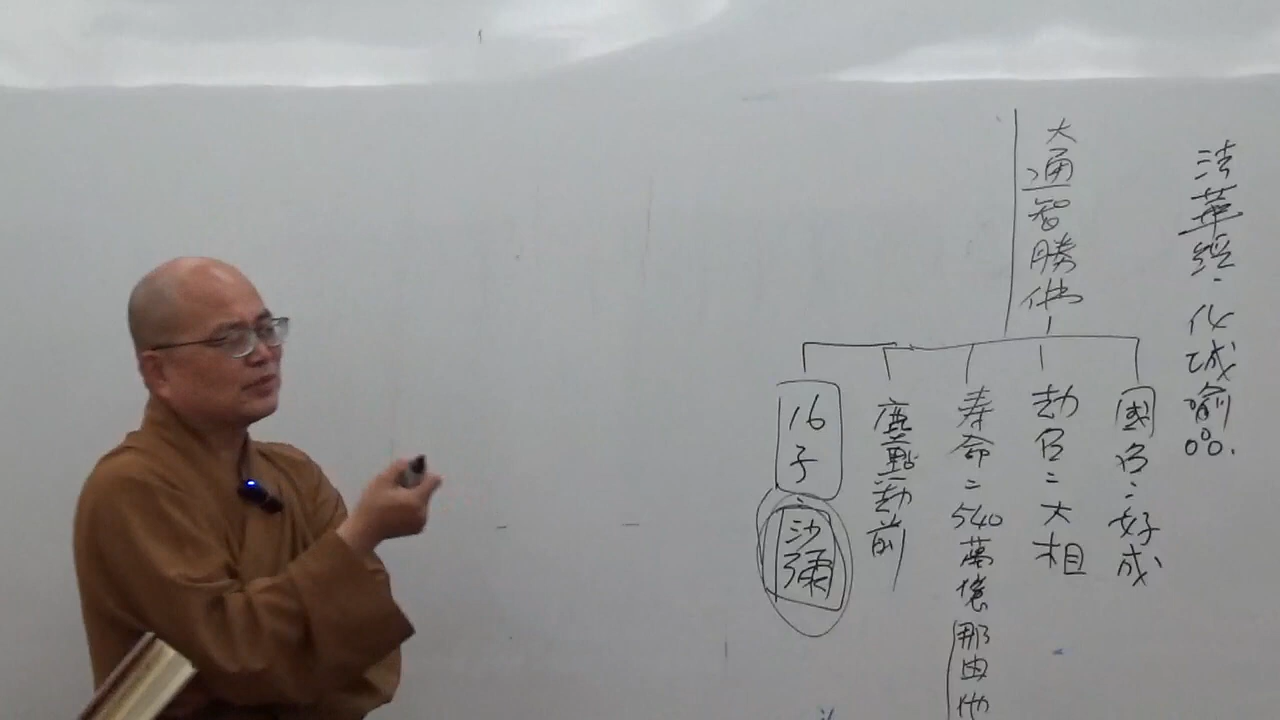 法華經：化城喻品．
大通智勝佛
國名：好成
劫名：大相
壽命：540萬億那由他
塵點劫前
16子：沙彌